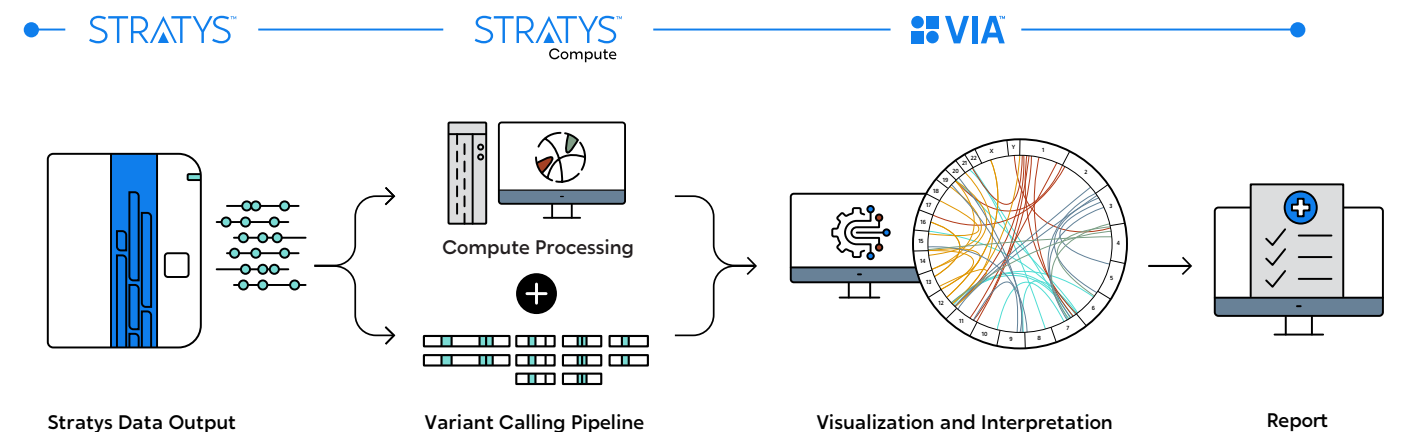 STRATYS™
STRATYS™
Compute
VIA™
Compute Processing
X
Y
1
2
3
4
5
6
7
8
9
10
11
12
13
14
15
16
17
18
19
20
21
22
Stratys Data Output
Variant Calling Pipeline
Visualization and Interpretation
Report